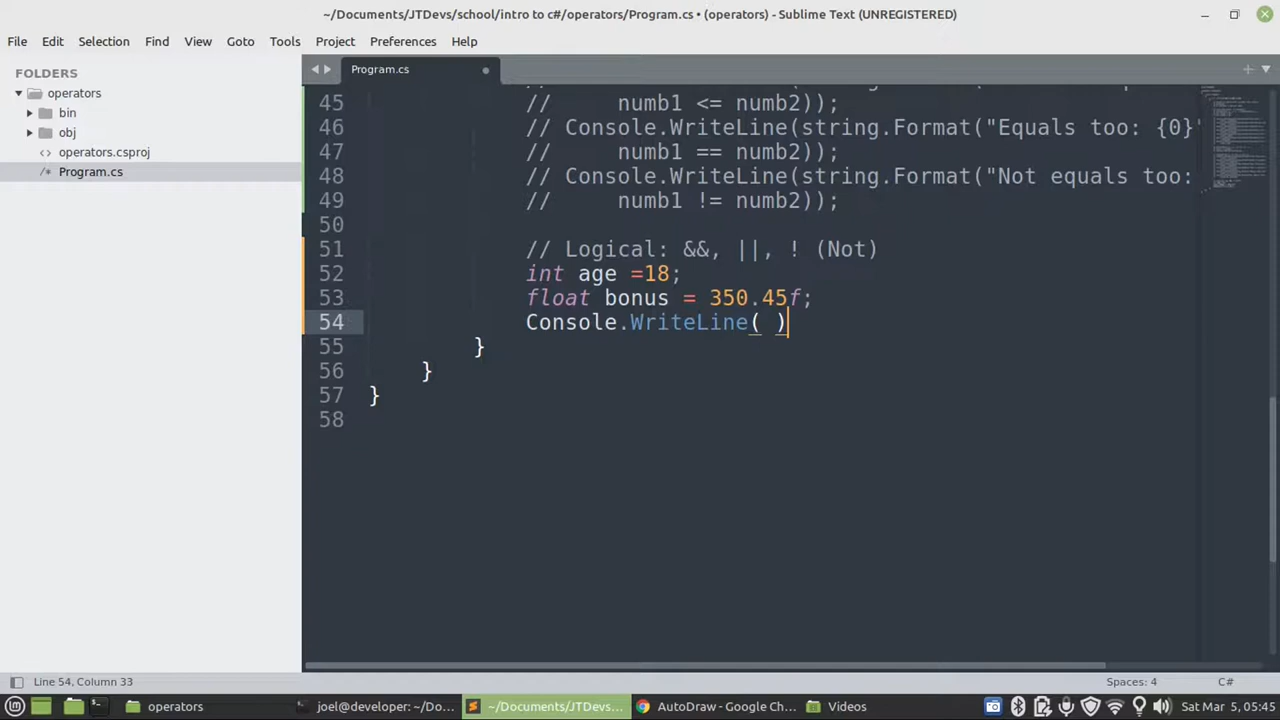 ~/Documents/JTDevs/school/intro to c#/operators/Program.cs • (operators) - Sublime Text (UNREGISTERED)
File Edit Selection Find View Goto Tools Project Preferences Help
FOLDERS
operators
bin
obj
operators.csproj
Program.cs
Program.cs
45 //     numb1 <= numb2));
46 // Console.WriteLine(string.Format("Equals too: {0}"
47 //     numb1 == numb2));
48 // Console.WriteLine(string.Format("Not equals too:
49 //     numb1 != numb2));
50
51 // Logical: &&, ||, ! (Not)
52 int age =18;
53 float bonus = 350.45f;
54 Console.WriteLine( )
55 }
56 }
57 }
58
Line 54, Column 33 Spaces: 4 C#
operators joel@developer: ~/Do... ~/Documents/JTDevs... AutoDraw - Google Ch... Videos Sat Mar 5, 05:45